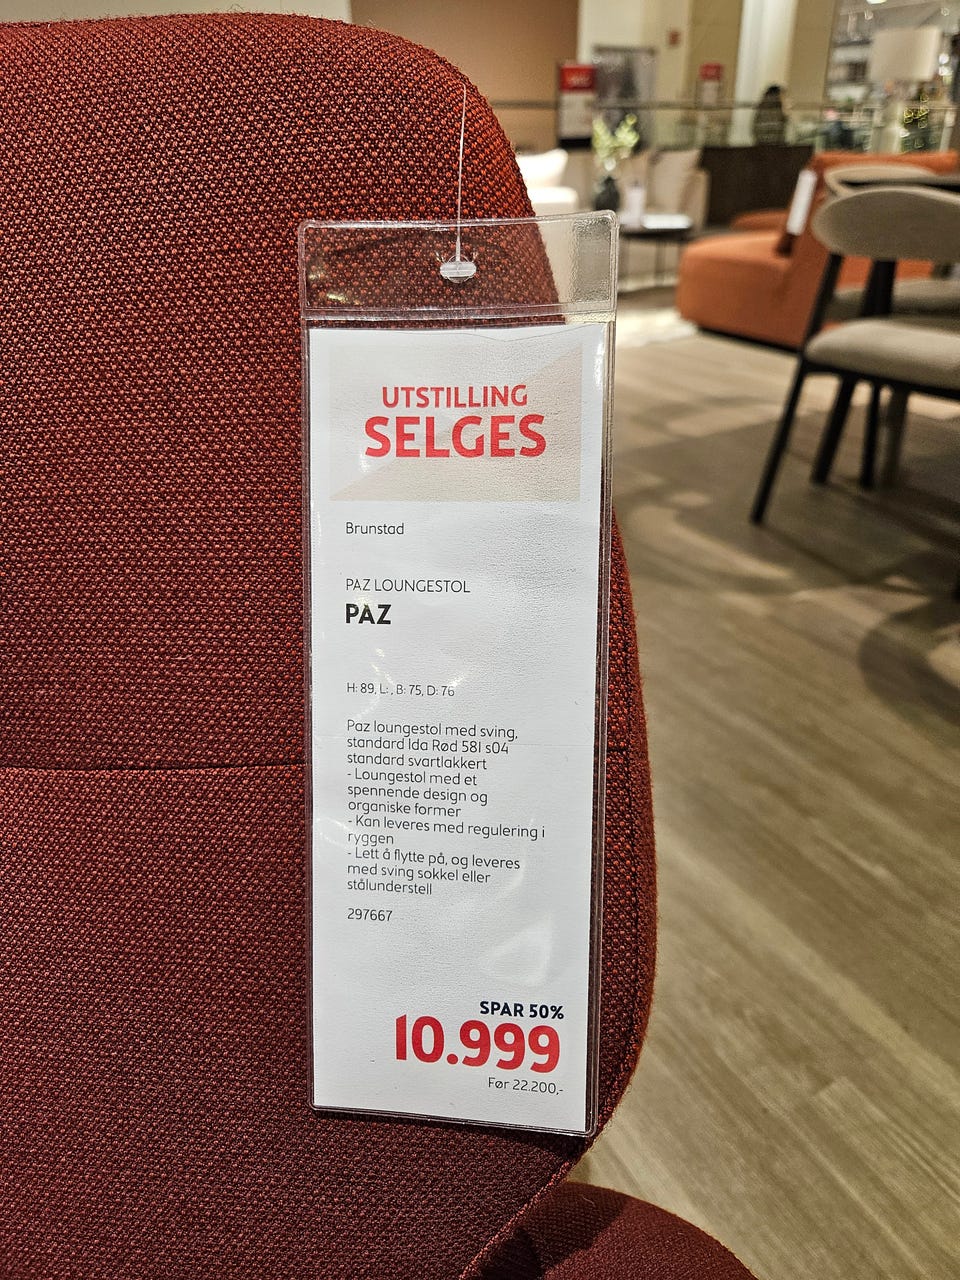 UTSTILLING
SELGES
Brunstad
PAZ LOUNGESTOL
PAZ
H: 89, L: , B: 75, D: 76
Paz loungestol med sving,
standard Ida Rød 581 s04
standard svartlakkert
- Loungestol med et
spennende design og
organiske former
- Kan leveres med regulering i
ryggen
- Lett å flytte på, og leveres
med sving sokkel eller
stålunderstell
297667
SPAR 50%
10.999
Før 22.200,-